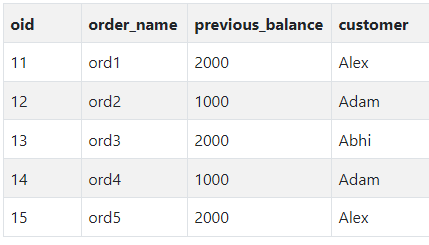 oid order_name previous_balance customer
11 ord1 2000 Alex
12 ord2 1000 Adam
13 ord3 2000 Abhi
14 ord4 1000 Adam
15 ord5 2000 Alex